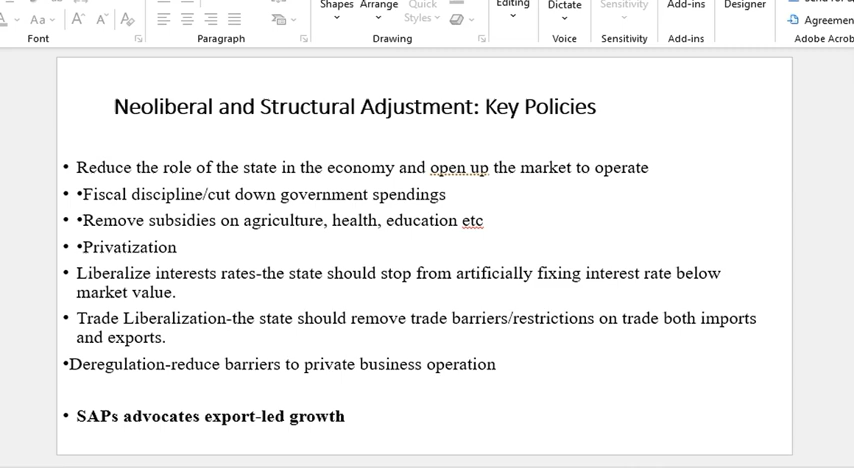 Shapes Arrange Quick Styles Editing Dictate Sensitivity Add-ins Designer
Aa A A A Agreemen
Font Paragraph Drawing Voice Sensitivity Add-ins Adobe Acrob
Neoliberal and Structural Adjustment: Key Policies
• Reduce the role of the state in the economy and open up the market to operate
• •Fiscal discipline/cut down government spendings
• •Remove subsidies on agriculture, health, education etc
• •Privatization
• Liberalize interests rates-the state should stop from artificially fixing interest rate below
market value.
• Trade Liberalization-the state should remove trade barriers/restrictions on trade both imports
and exports.
•Deregulation-reduce barriers to private business operation
• SAPs advocates export-led growth